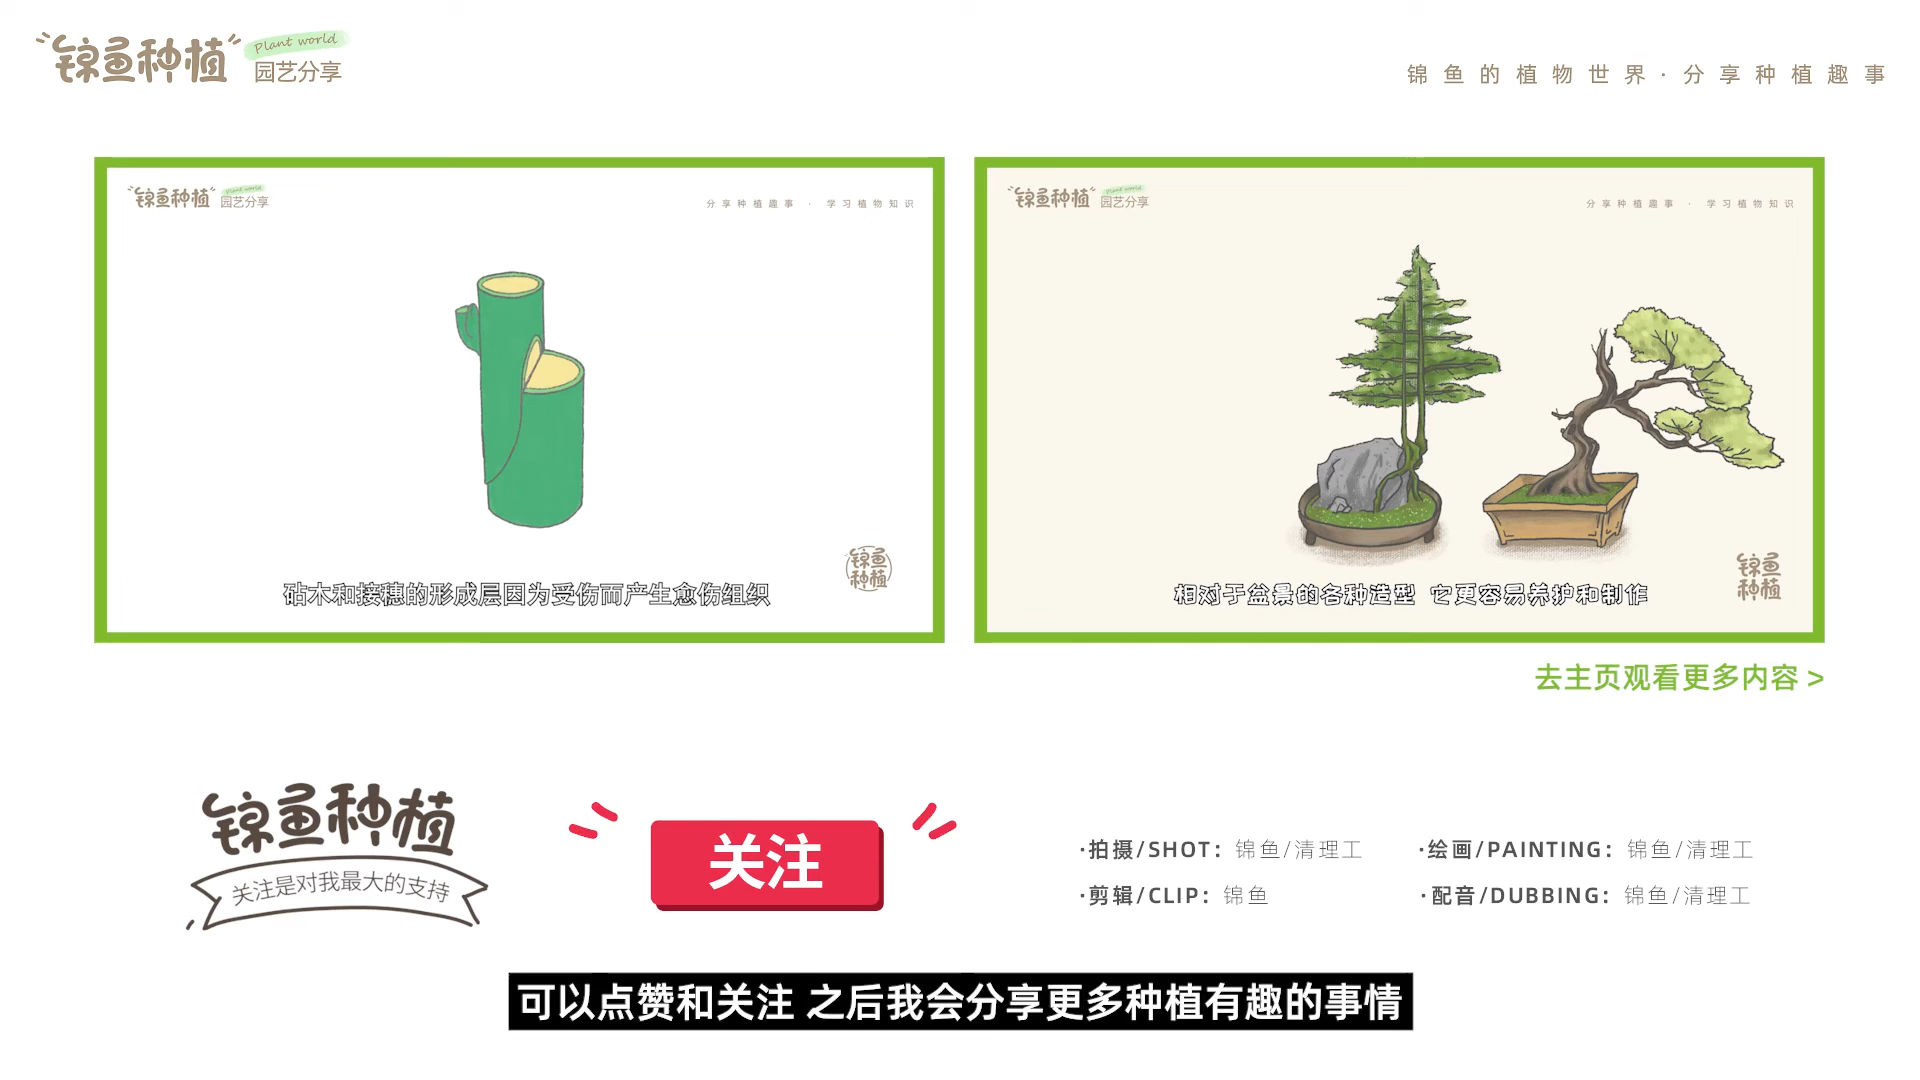 锦鱼种植
plant world
园艺分享
锦鱼的植物世界·分享种植趣事
锦鱼种植
plant world
园艺分享
分享种植趣事 · 学习植物知识
砧木和接穗的形成层因为受伤而产生愈伤组织
锦鱼
种植
锦鱼种植
plant world
园艺分享
分享种植趣事 · 学习植物知识
相对于盆景的各种造型 它更容易养护和制作
锦鱼
种植
去主页观看更多内容 >
锦鱼种植
关注是对我最大的支持
关注
·拍摄/SHOT：锦鱼/清理工
·绘画/PAINTING：锦鱼/清理工
·剪辑/CLIP：锦鱼
·配音/DUBBING：锦鱼/清理工
可以点赞和关注 之后我会分享更多种植有趣的事情